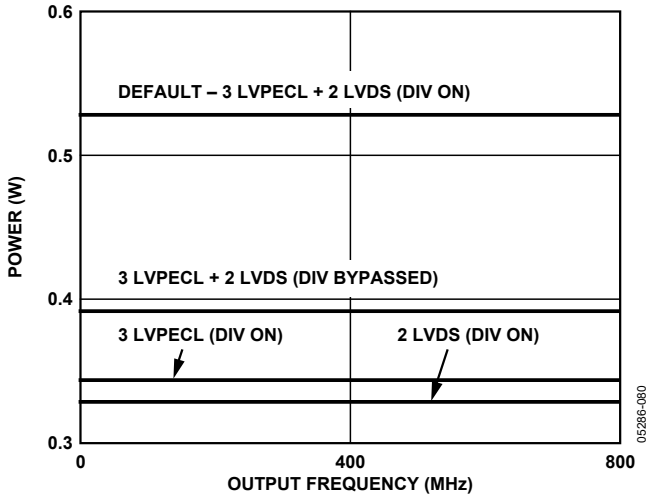 0.6
DEFAULT – 3 LVPECL + 2 LVDS (DIV ON)
0.5
POWER (W)
3 LVPECL + 2 LVDS (DIV BYPASSED)
0.4
3 LVPECL (DIV ON)
2 LVDS (DIV ON)
0.3
0
400
800
OUTPUT FREQUENCY (MHz)
05286-080